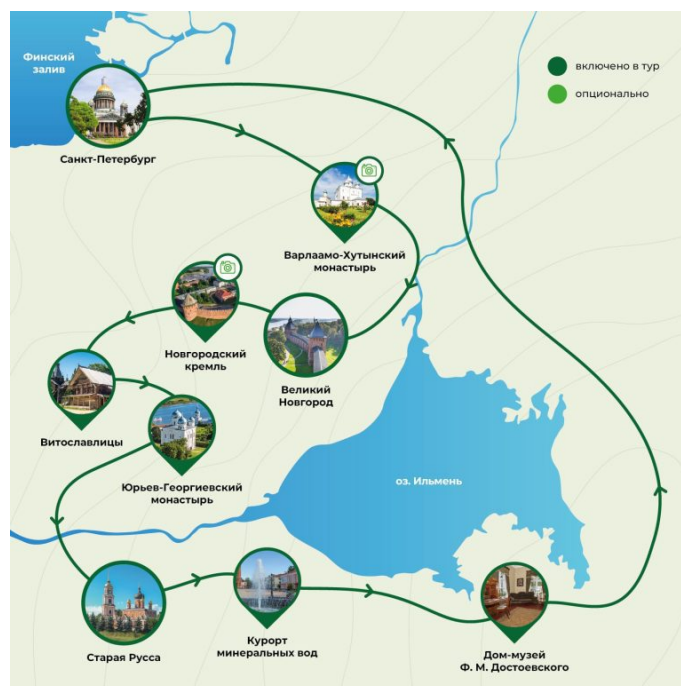 Финский
залив
включено в тур
опционально
Санкт-Петербург
Варлаамо-Хутынский
монастырь
Новгородский
кремль
Великий
Новгород
Витославлицы
Юрьев-Георгиевский
монастырь
оз. Ильмень
Старая Русса
Курорт
минеральных вод
Дом-музей
Ф. М. Достоевского